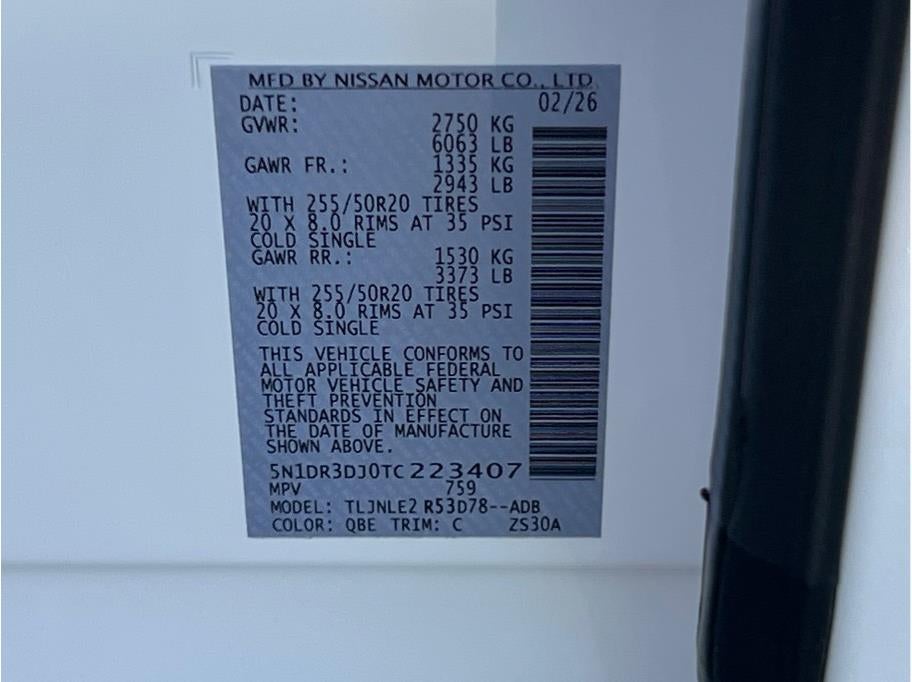 MFD BY NISSAN MOTOR CO., LTD.
DATE: 02/26
GVWR: 2750 KG
6063 LB
GAWR FR.: 1335 KG
2943 LB
WITH 255/50R20 TIRES
20 X 8.0 RIMS AT 35 PSI
COLD SINGLE
GAWR RR.: 1530 KG
3373 LB
WITH 255/50R20 TIRES
20 X 8.0 RIMS AT 35 PSI
COLD SINGLE
THIS VEHICLE CONFORMS TO
ALL APPLICABLE FEDERAL
MOTOR VEHICLE SAFETY AND
THEFT PREVENTION
STANDARDS IN EFFECT ON
THE DATE OF MANUFACTURE
SHOWN ABOVE.
5N1DR3DJ0TC223407
MPV 759
MODEL: TLJNLE2 R53D78--ADB
COLOR: QBE TRIM: C ZS30A